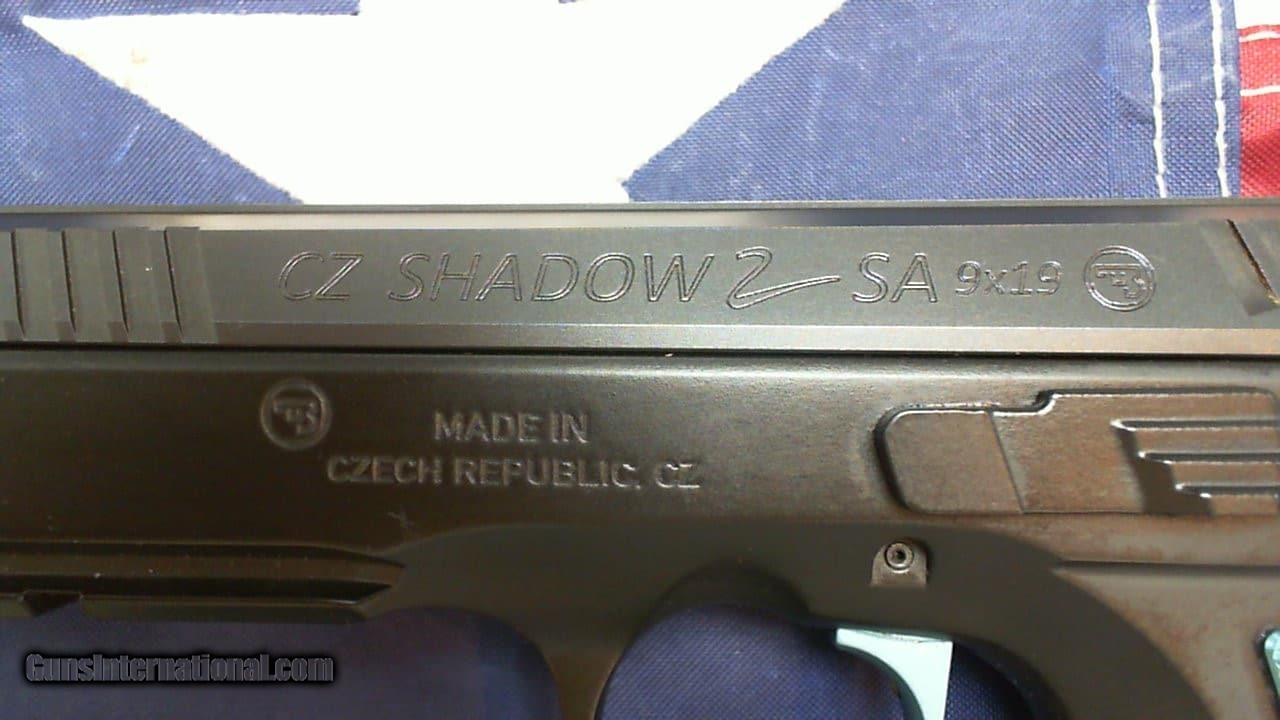 CZ SHADOW 2 SA 9x19
MADE IN
CZECH REPUBLIC, CZ
GunsInternational.com